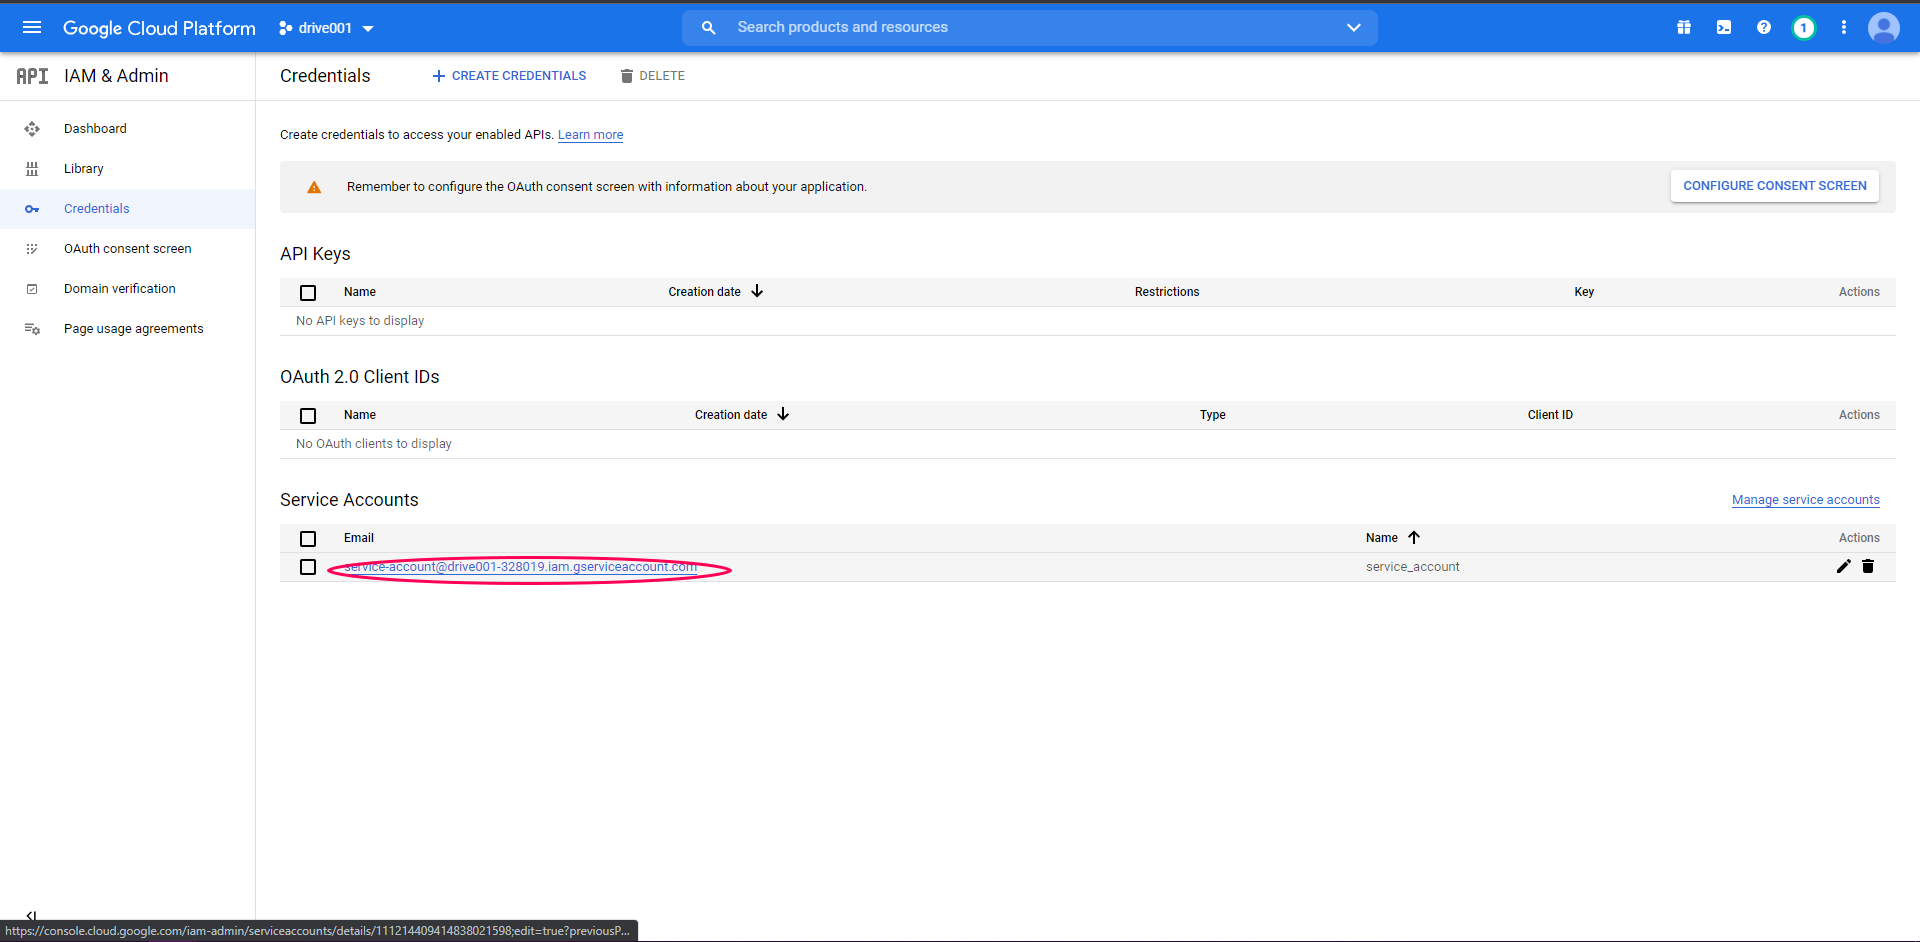 Google Cloud Platform drive001 Search products and resources 1
API IAM & Admin Credentials CREATE CREDENTIALS DELETE
Dashboard
Library
Credentials
OAuth consent screen
Domain verification
Page usage agreements
Create credentials to access your enabled APIs. Learn more
Remember to configure the OAuth consent screen with information about your application. CONFIGURE CONSENT SCREEN
API Keys
Name Creation date Restrictions Key Actions
No API keys to display
OAuth 2.0 Client IDs
Name Creation date Type Client ID Actions
No OAuth clients to display
Service Accounts Manage service accounts
Email Name Actions
service-account@drive001-328019.iam.gserviceaccount.com service_account
https://console.cloud.google.com/iam-admin/serviceaccounts/details/111214409414838021598;edit=true?previousP...